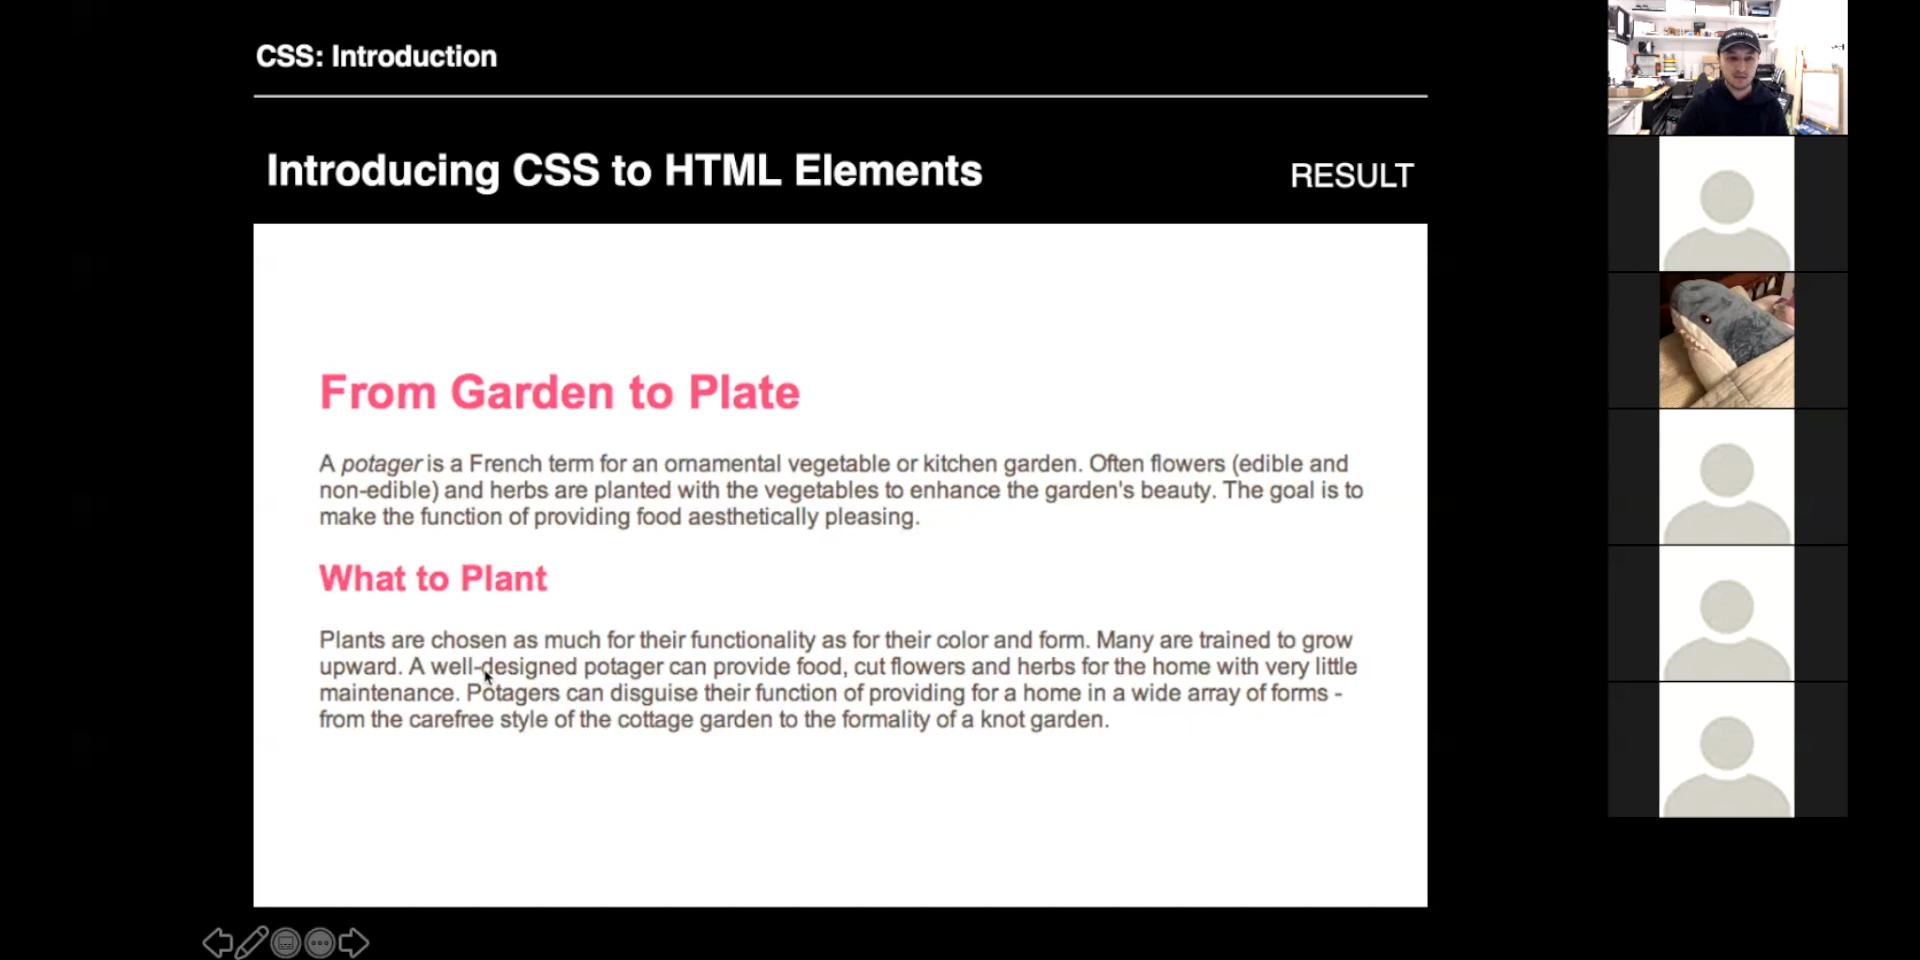 CSS: Introduction
Introducing CSS to HTML Elements
RESULT
From Garden to Plate
A potager is a French term for an ornamental vegetable or kitchen garden. Often flowers (edible and
non-edible) and herbs are planted with the vegetables to enhance the garden's beauty. The goal is to
make the function of providing food aesthetically pleasing.
What to Plant
Plants are chosen as much for their functionality as for their color and form. Many are trained to grow
upward. A well-designed potager can provide food, cut flowers and herbs for the home with very little
maintenance. Potagers can disguise their function of providing for a home in a wide array of forms -
from the carefree style of the cottage garden to the formality of a knot garden.